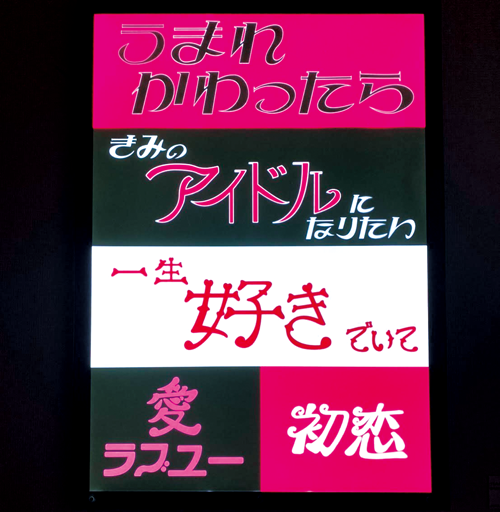 うまれ
かわったら
きみの
アイドルに
なりたい
一生
好きでいて
愛
ラブユー
初恋